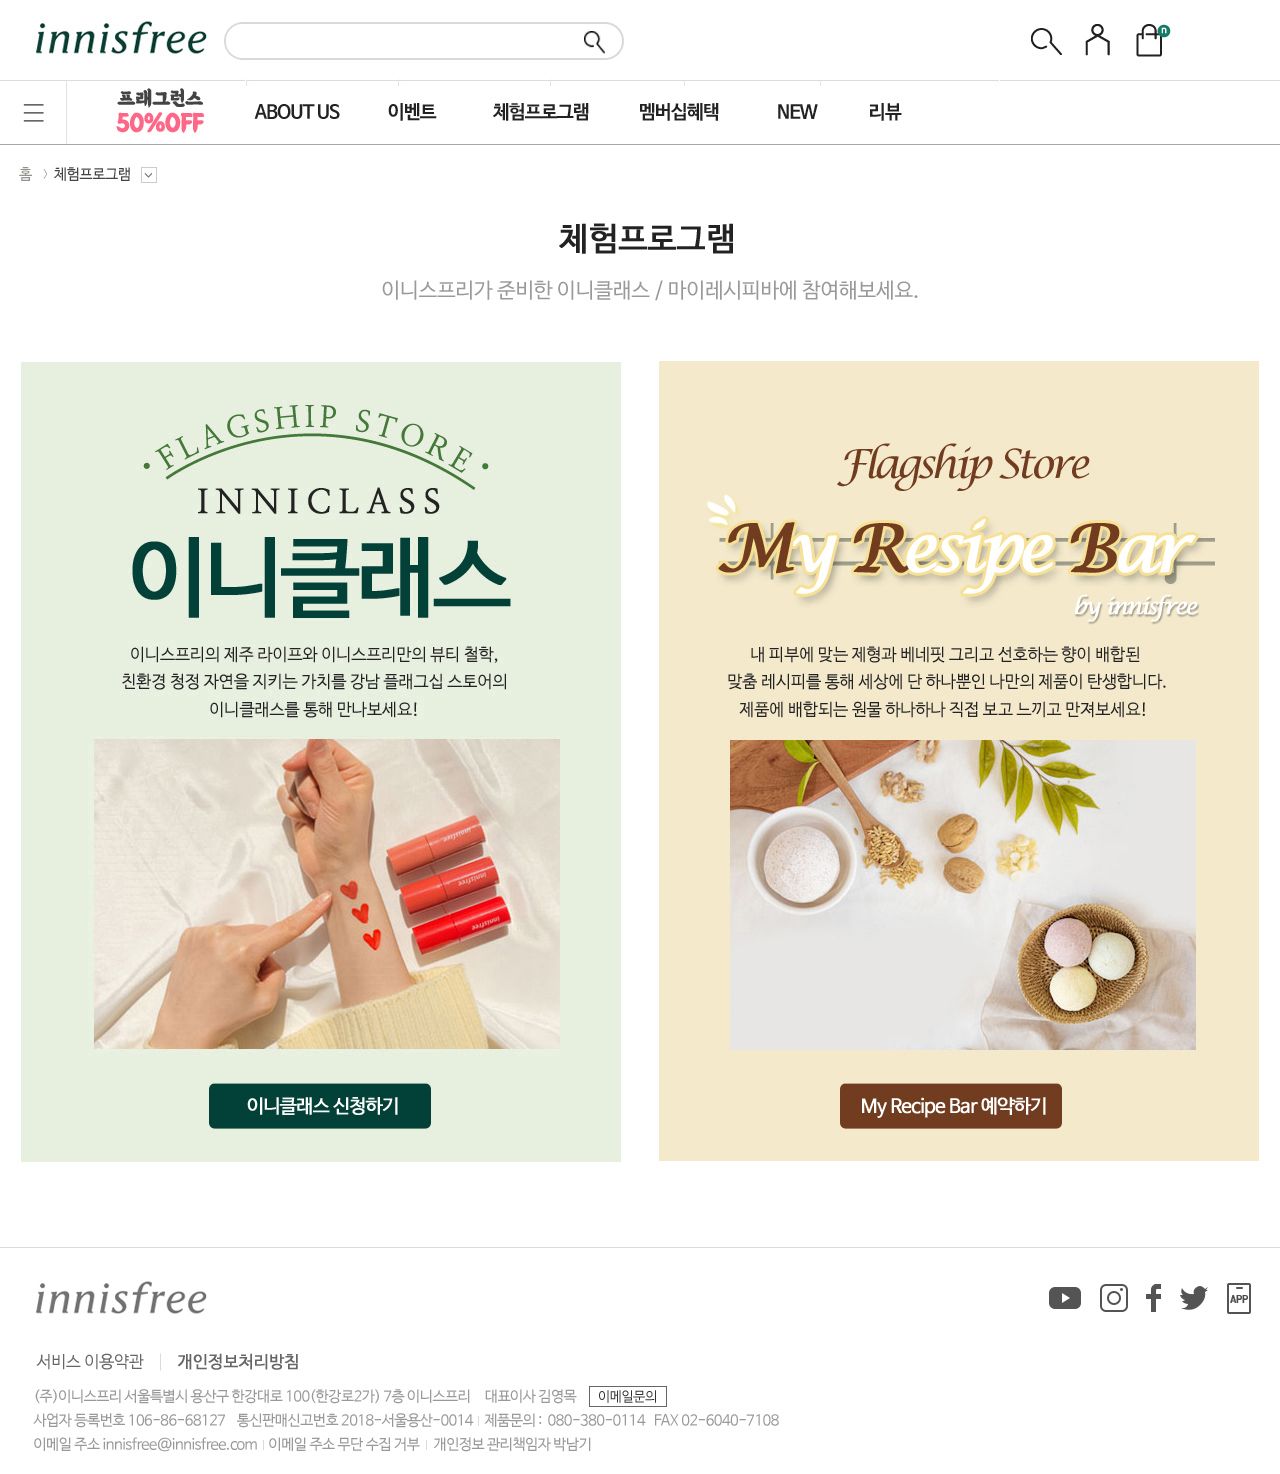 innisfree
n
프래그런스
50%OFF
ABOUT US 이벤트 체험프로그램 멤버십혜택 NEW 리뷰
홈 > 체험프로그램
체험프로그램
이니스프리가 준비한 이니클래스 / 마이레시피바에 참여해보세요.
FLAGSHIP STORE
INNICLASS
이니클래스
이니스프리의 제주 라이프와 이니스프리만의 뷰티 철학,
친환경 청정 자연을 지키는 가치를 강남 플래그십 스토어의
이니클래스를 통해 만나보세요!
innisfree
innisfree
innisfree
이니클래스 신청하기
Flagship Store
My Resipe Bar
by innisfree
내 피부에 맞는 제형과 베네핏 그리고 선호하는 향이 배합된
맞춤 레시피를 통해 세상에 단 하나뿐인 나만의 제품이 탄생합니다.
제품에 배합되는 원물 하나하나 직접 보고 느끼고 만져보세요!
My Recipe Bar 예약하기
innisfree
APP
서비스 이용약관 개인정보처리방침
(주)이니스프리 서울특별시 용산구 한강대로 100(한강로2가) 7층 이니스프리 대표이사 김영목 이메일문의
사업자 등록번호 106-86-68127 통신판매신고번호 2018-서울용산-0014 제품문의 : 080-380-0114 FAX 02-6040-7108
이메일 주소 innisfree@innisfree.com 이메일 주소 무단 수집 거부 개인정보 관리책임자 박남기